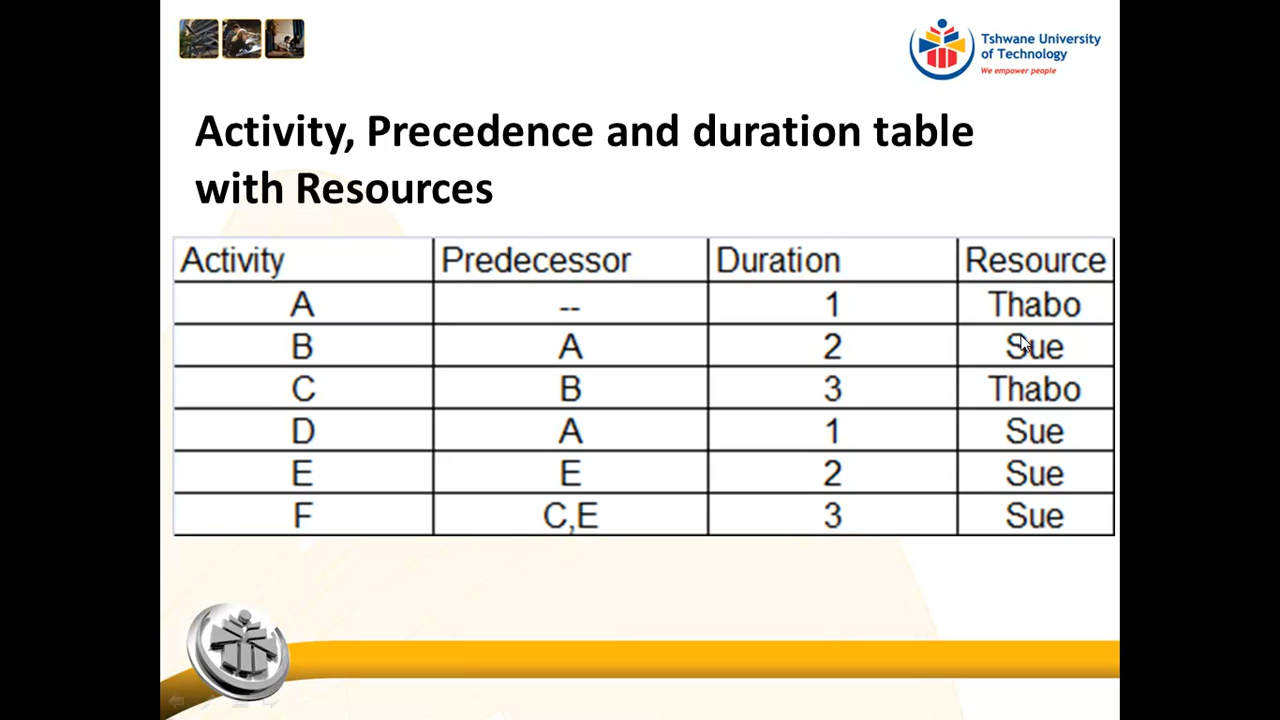 Tshwane University
of Technology
We empower people
Activity, Precedence and duration table
with Resources
Activity Predecessor Duration Resource
A -- 1 Thabo
B A 2 Sue
C B 3 Thabo
D A 1 Sue
E E 2 Sue
F C,E 3 Sue